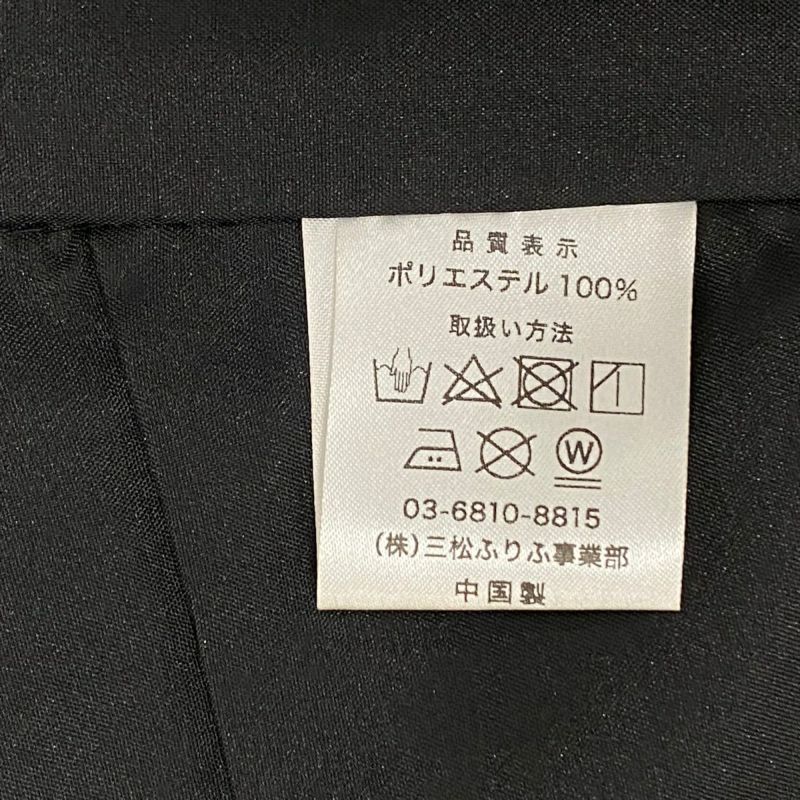 品質表示
ポリエステル 100%
取扱い方法
W
03-6810-8815
(株)三松ふりふ事業部
中国製